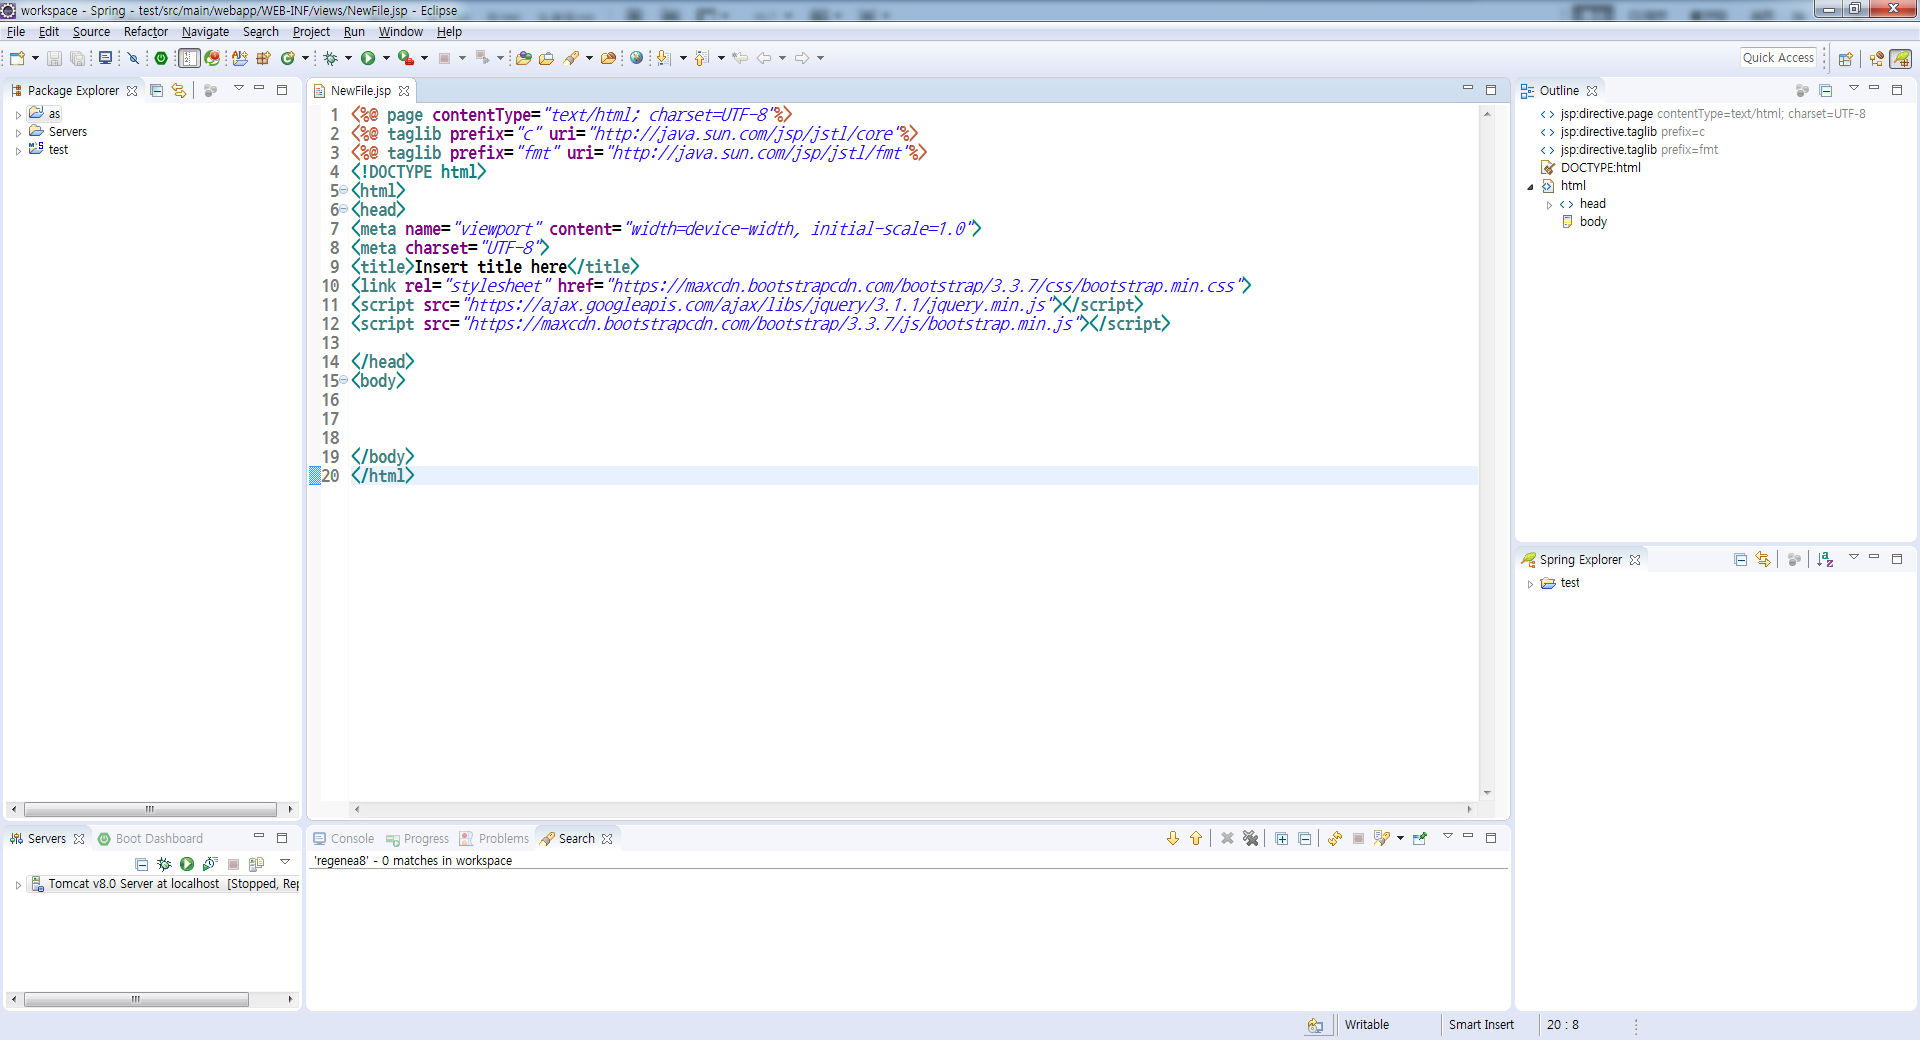 workspace - Spring - test/src/main/webapp/WEB-INF/views/NewFile.jsp - Eclipse
File Edit Source Refactor Navigate Search Project Run Window Help
Quick Access
Package Explorer
as
Servers
test
NewFile.jsp
1 <%@ page contentType="text/html; charset=UTF-8"%>
2 <%@ taglib prefix="c" uri="http://java.sun.com/jsp/jstl/core"%>
3 <%@ taglib prefix="fmt" uri="http://java.sun.com/jsp/jstl/fmt"%>
4 <!DOCTYPE html>
5 <html>
6 <head>
7 <meta name="viewport" content="width=device-width, initial-scale=1.0">
8 <meta charset="UTF-8">
9 <title>Insert title here</title>
10 <link rel="stylesheet" href="https://maxcdn.bootstrapcdn.com/bootstrap/3.3.7/css/bootstrap.min.css">
11 <script src="https://ajax.googleapis.com/ajax/libs/jquery/3.1.1/jquery.min.js"></script>
12 <script src="https://maxcdn.bootstrapcdn.com/bootstrap/3.3.7/js/bootstrap.min.js"></script>
13
14 </head>
15 <body>
16
17
18
19 </body>
20 </html>
Outline
jsp:directive.page contentType=text/html; charset=UTF-8
jsp:directive.taglib prefix=c
jsp:directive.taglib prefix=fmt
DOCTYPE:html
html
head
body
Spring Explorer
test
Servers Boot Dashboard
Tomcat v8.0 Server at localhost [Stopped, Rep
Console Progress Problems Search
'regenea8' - 0 matches in workspace
Writable Smart Insert 20 : 8